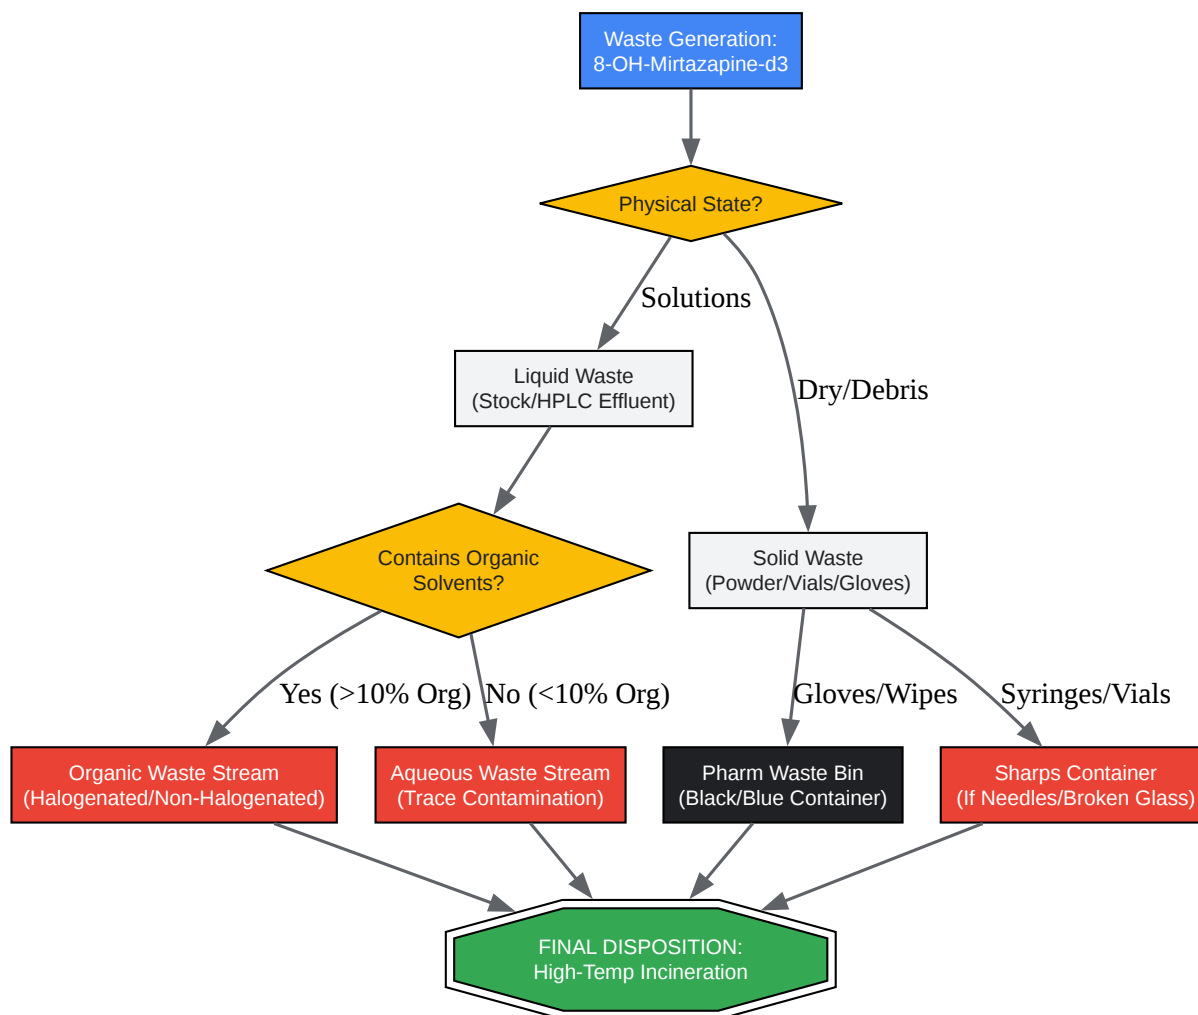 Waste Generation:
8-OH-Mirtazapine-d3
Physical State?
Solutions
Dry/Debris
Liquid Waste
(Stock/HPLC Effluent)
Contains Organic
Solvents?
Solid Waste
(Powder/Vials/Gloves)
Yes (>10% Org)
No (<10% Org)
Gloves/Wipes
Syringes/Vials
Organic Waste Stream
(Halogenated/Non-Halogenated)
Aqueous Waste Stream
(Trace Contamination)
Pharm Waste Bin
(Black/Blue Container)
Sharps Container
(If Needles/Broken Glass)
FINAL DISPOSITION:
High-Temp Incineration